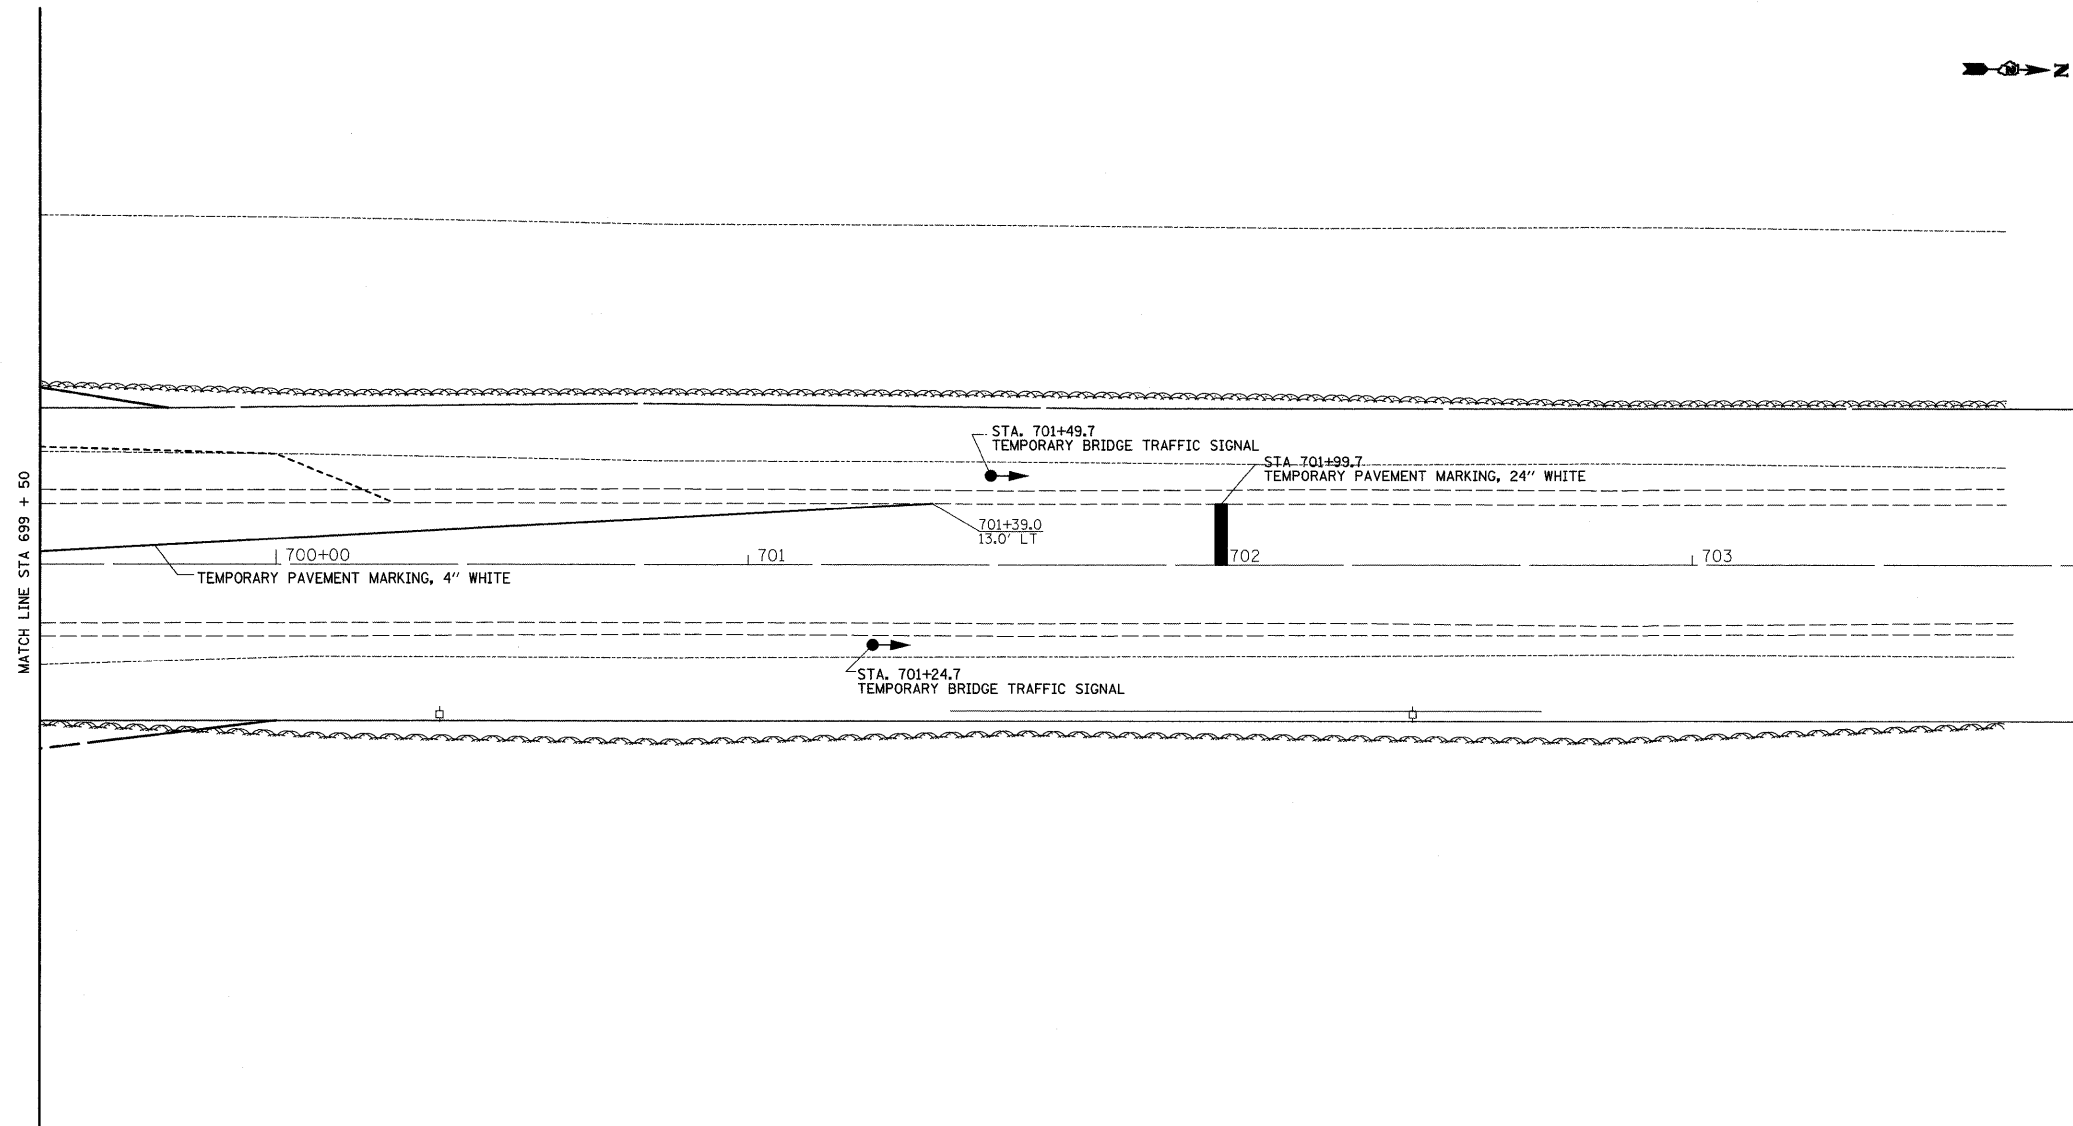 N
STA. 701+49.7
TEMPORARY BRIDGE TRAFFIC SIGNAL
STA 701+99.7
TEMPORARY PAVEMENT MARKING, 24" WHITE
701+39.0
13.0' LT
700+00
701
702
703
TEMPORARY PAVEMENT MARKING, 4" WHITE
MATCH LINE STA 699 + 50
STA. 701+24.7
TEMPORARY BRIDGE TRAFFIC SIGNAL